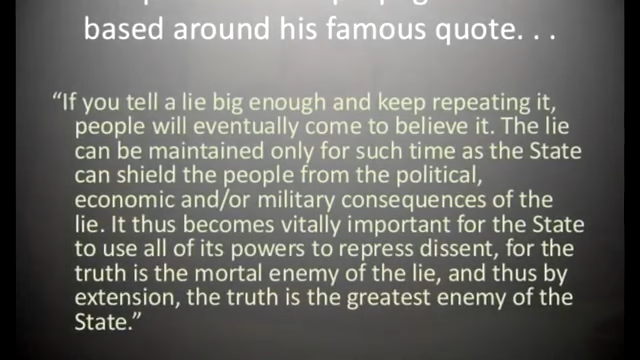 based around his famous quote. . .
“If you tell a lie big enough and keep repeating it,
people will eventually come to believe it. The lie
can be maintained only for such time as the State
can shield the people from the political,
economic and/or military consequences of the
lie. It thus becomes vitally important for the State
to use all of its powers to repress dissent, for the
truth is the mortal enemy of the lie, and thus by
extension, the truth is the greatest enemy of the
State.”